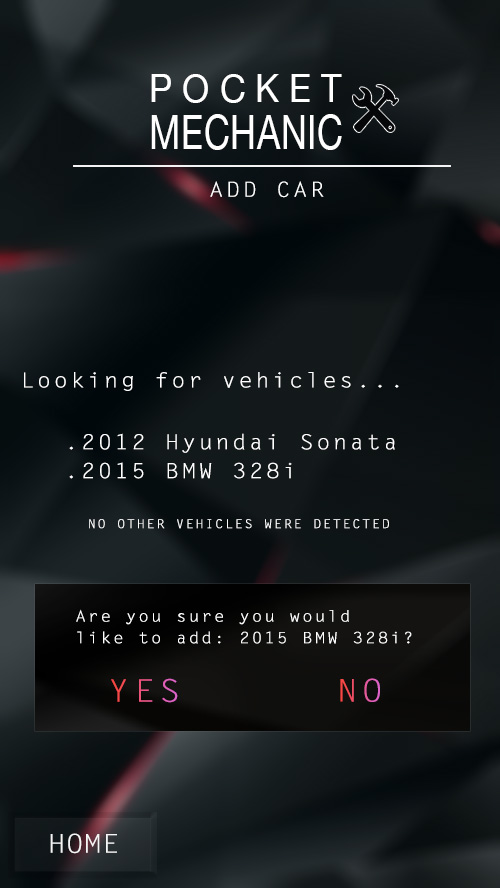 POCKET
MECHANIC
ADD CAR
Looking for vehicles...
.2012 Hyundai Sonata
.2015 BMW 328i
NO OTHER VEHICLES WERE DETECTED
Are you sure you would
like to add: 2015 BMW 328i?
YES NO
HOME